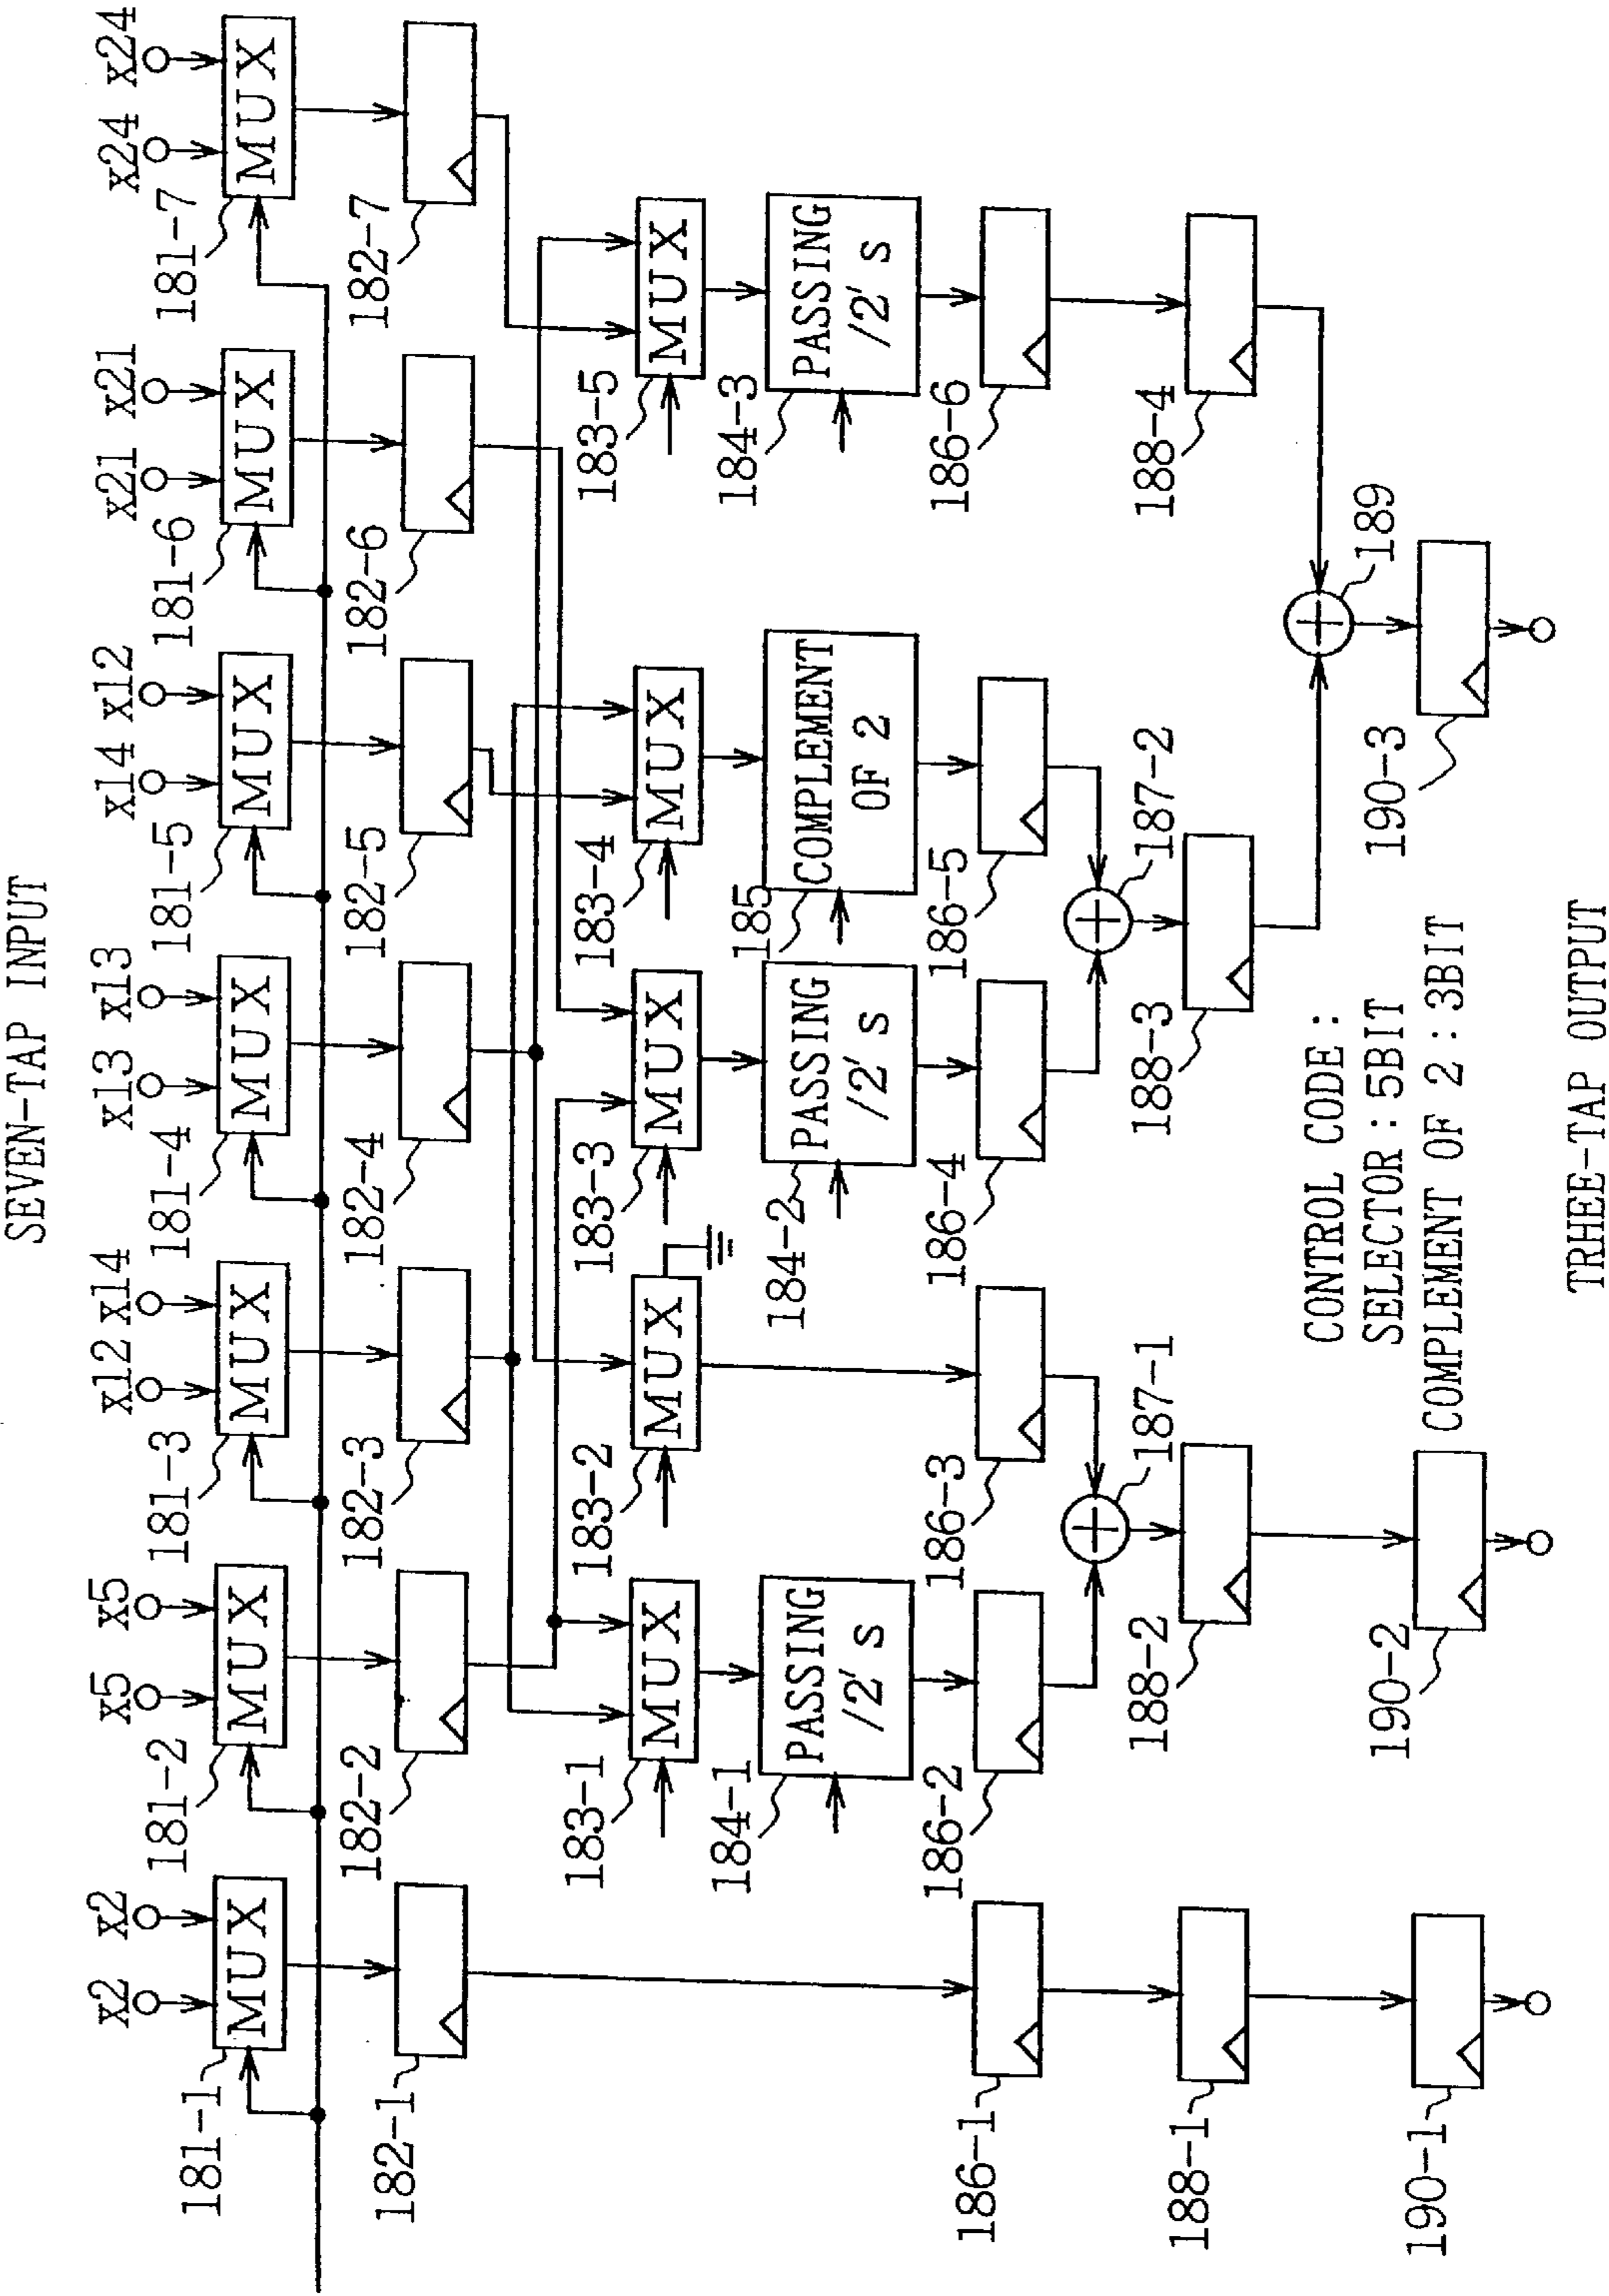 SEVEN-TAP INPUT
x2 x2 x5 x5 x12 x14 x13 x13 x14 x12 x21 x21 x24 x24
181-1 181-2 181-3 181-4 181-5 181-6 181-7
MUX MUX MUX MUX MUX MUX MUX
182-1 182-2 182-3 182-4 182-5 182-6 182-7
183-1 183-2 183-3 183-4 183-5
MUX MUX MUX MUX MUX
184-1 184-2 185 184-3
PASSING PASSING COMPLEMENT PASSING
/2's /2's OF 2 /2's
186-1 186-2 186-3 186-4 186-5 186-6
187-1 187-2
188-1 188-2 188-3 188-4
189
190-1 190-2 190-3
CONTROL CODE:
SELECTOR:5BIT
COMPLEMENT OF 2:3BIT
TRHEE-TAP OUTPUT